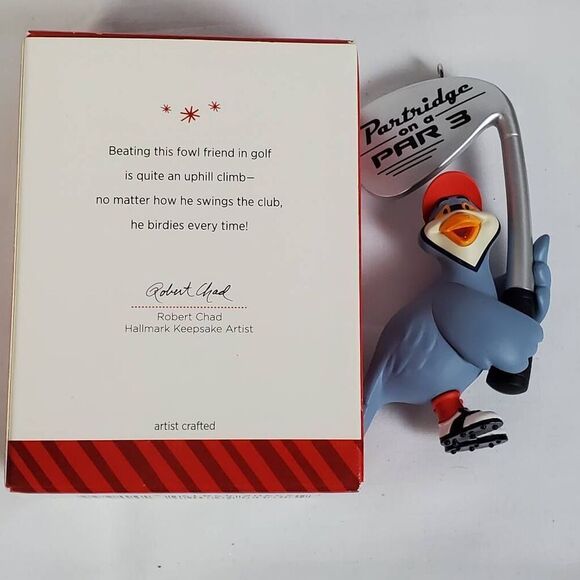 Beating this fowl friend in golf
is quite an uphill climb—
no matter how he swings the club,
he birdies every time!
Robert Chad
Robert Chad
Hallmark Keepsake Artist
artist crafted
Partridge
on a
PAR 3